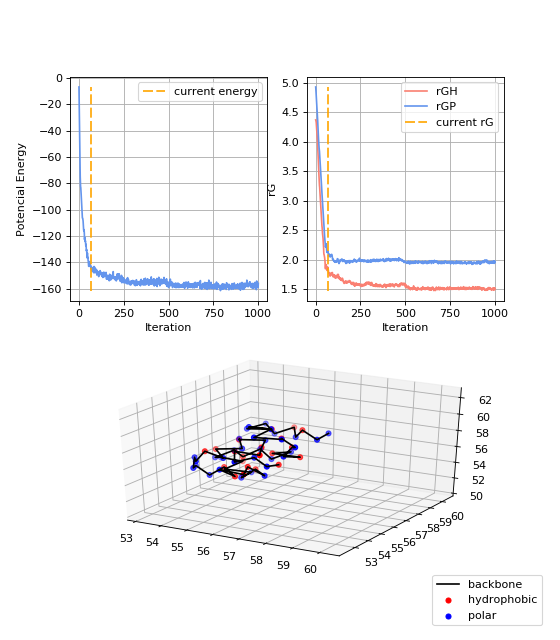 0
−20
−40
−60
−80
−100
−120
−140
−160
0 250 500 750 1000
Iteration
Potencial Energy
current energy
5.0
4.5
4.0
3.5
3.0
2.5
2.0
1.5
0 250 500 750 1000
Iteration
rG
rGH
rGP
current rG
53 54 55 56 57 58 59 60
53 54 55 56 57 58 59 60
50 52 54 56 58 60 62
backbone
hydrophobic
polar